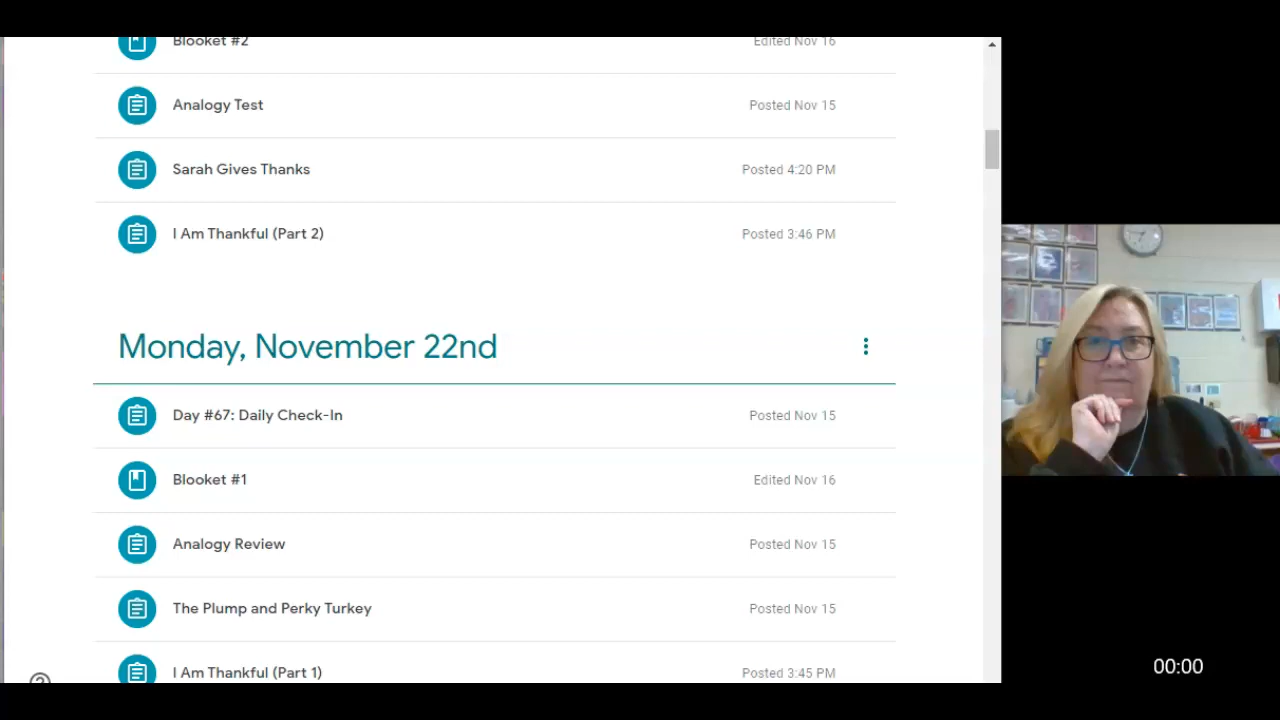 Blooket #2 Edited Nov 16
Analogy Test Posted Nov 15
Sarah Gives Thanks Posted 4:20 PM
I Am Thankful (Part 2) Posted 3:46 PM
Monday, November 22nd
Day #67: Daily Check-In Posted Nov 15
Blooket #1 Edited Nov 16
Analogy Review Posted Nov 15
The Plump and Perky Turkey Posted Nov 15
I Am Thankful (Part 1) Posted 3:45 PM
00:00